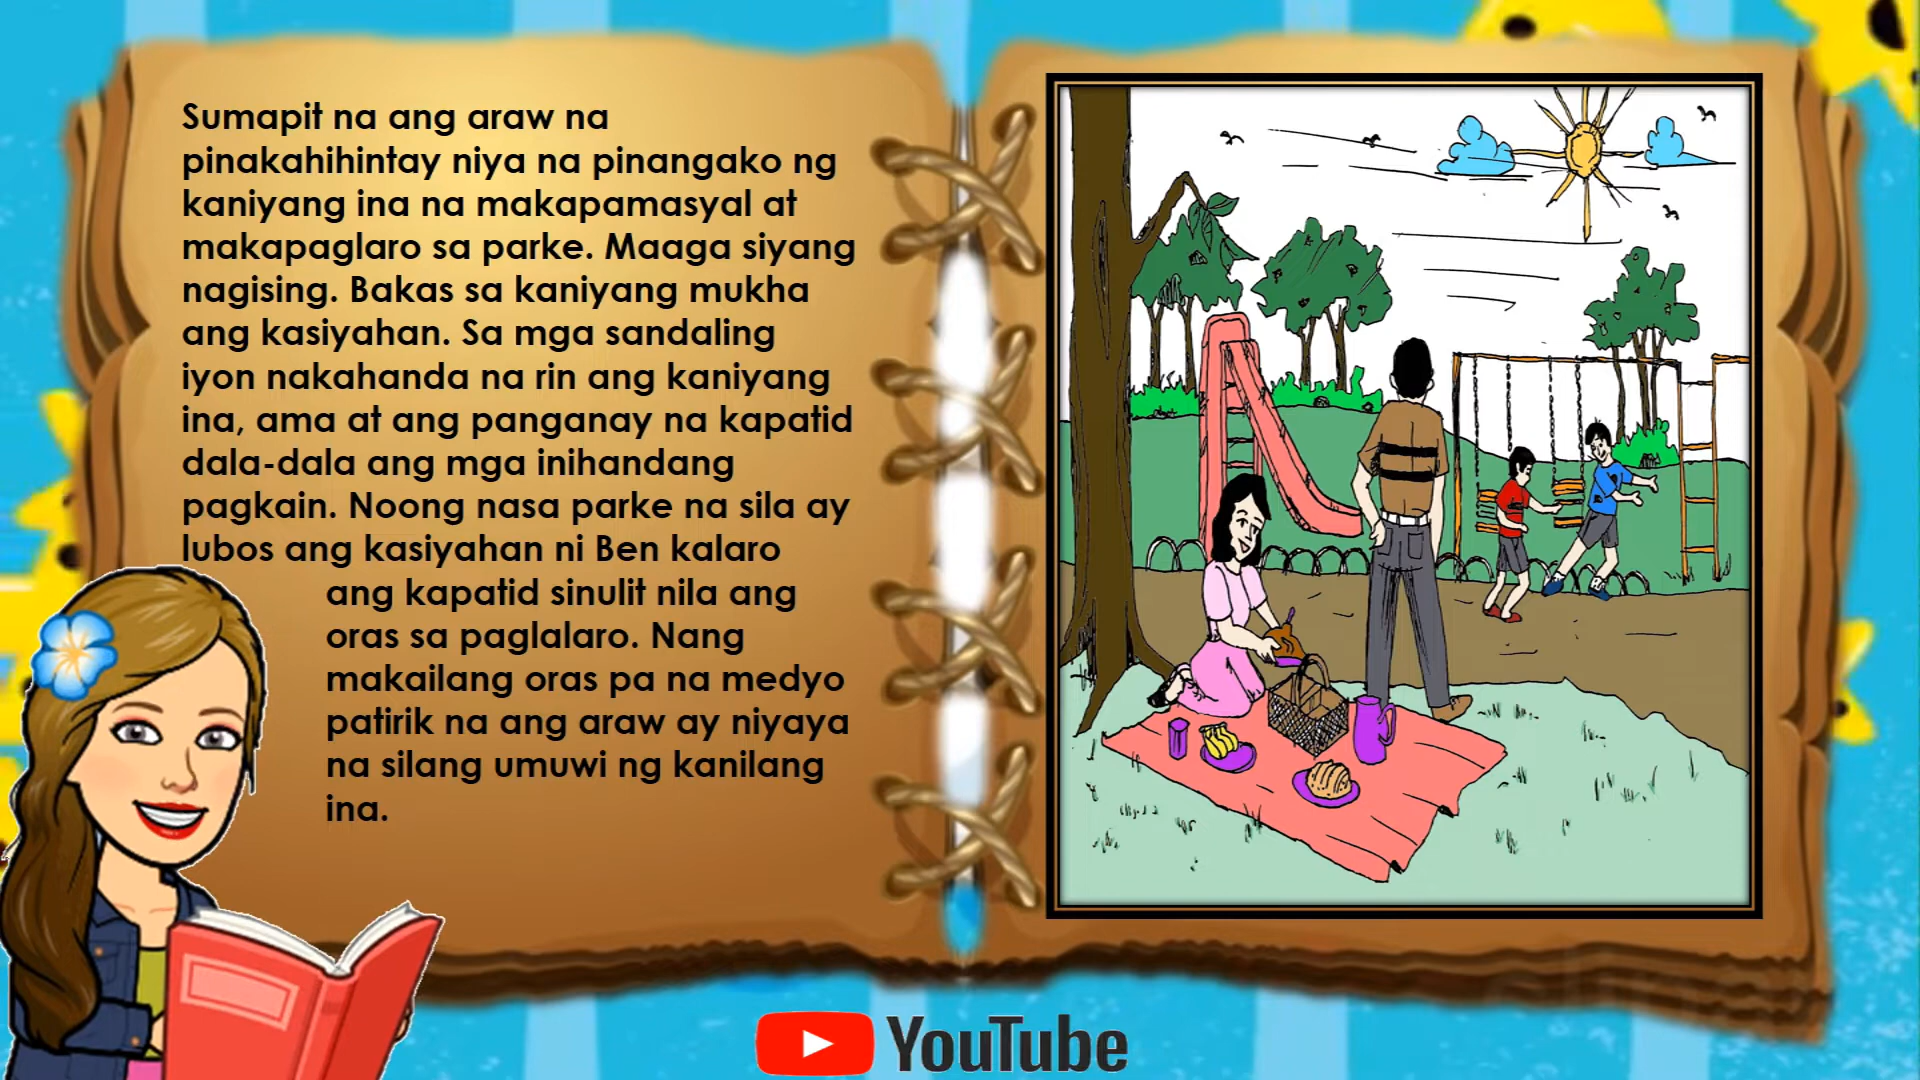 Sumapit na ang araw na
pinakahihintay niya na pinangako ng
kaniyang ina na makapamasyal at
makapaglaro sa parke. Maaga siyang
nagising. Bakas sa kaniyang mukha
ang kasiyahan. Sa mga sandaling
iyon nakahanda na rin ang kaniyang
ina, ama at ang panganay na kapatid
dala-dala ang mga inihandang
pagkain. Noong nasa parke na sila ay
lubos ang kasiyahan ni Ben kalaro
ang kapatid sinulit nila ang
oras sa paglalaro. Nang
makailang oras pa na medyo
patirik na ang araw ay niyaya
na silang umuwi ng kanilang
ina.
YouTube